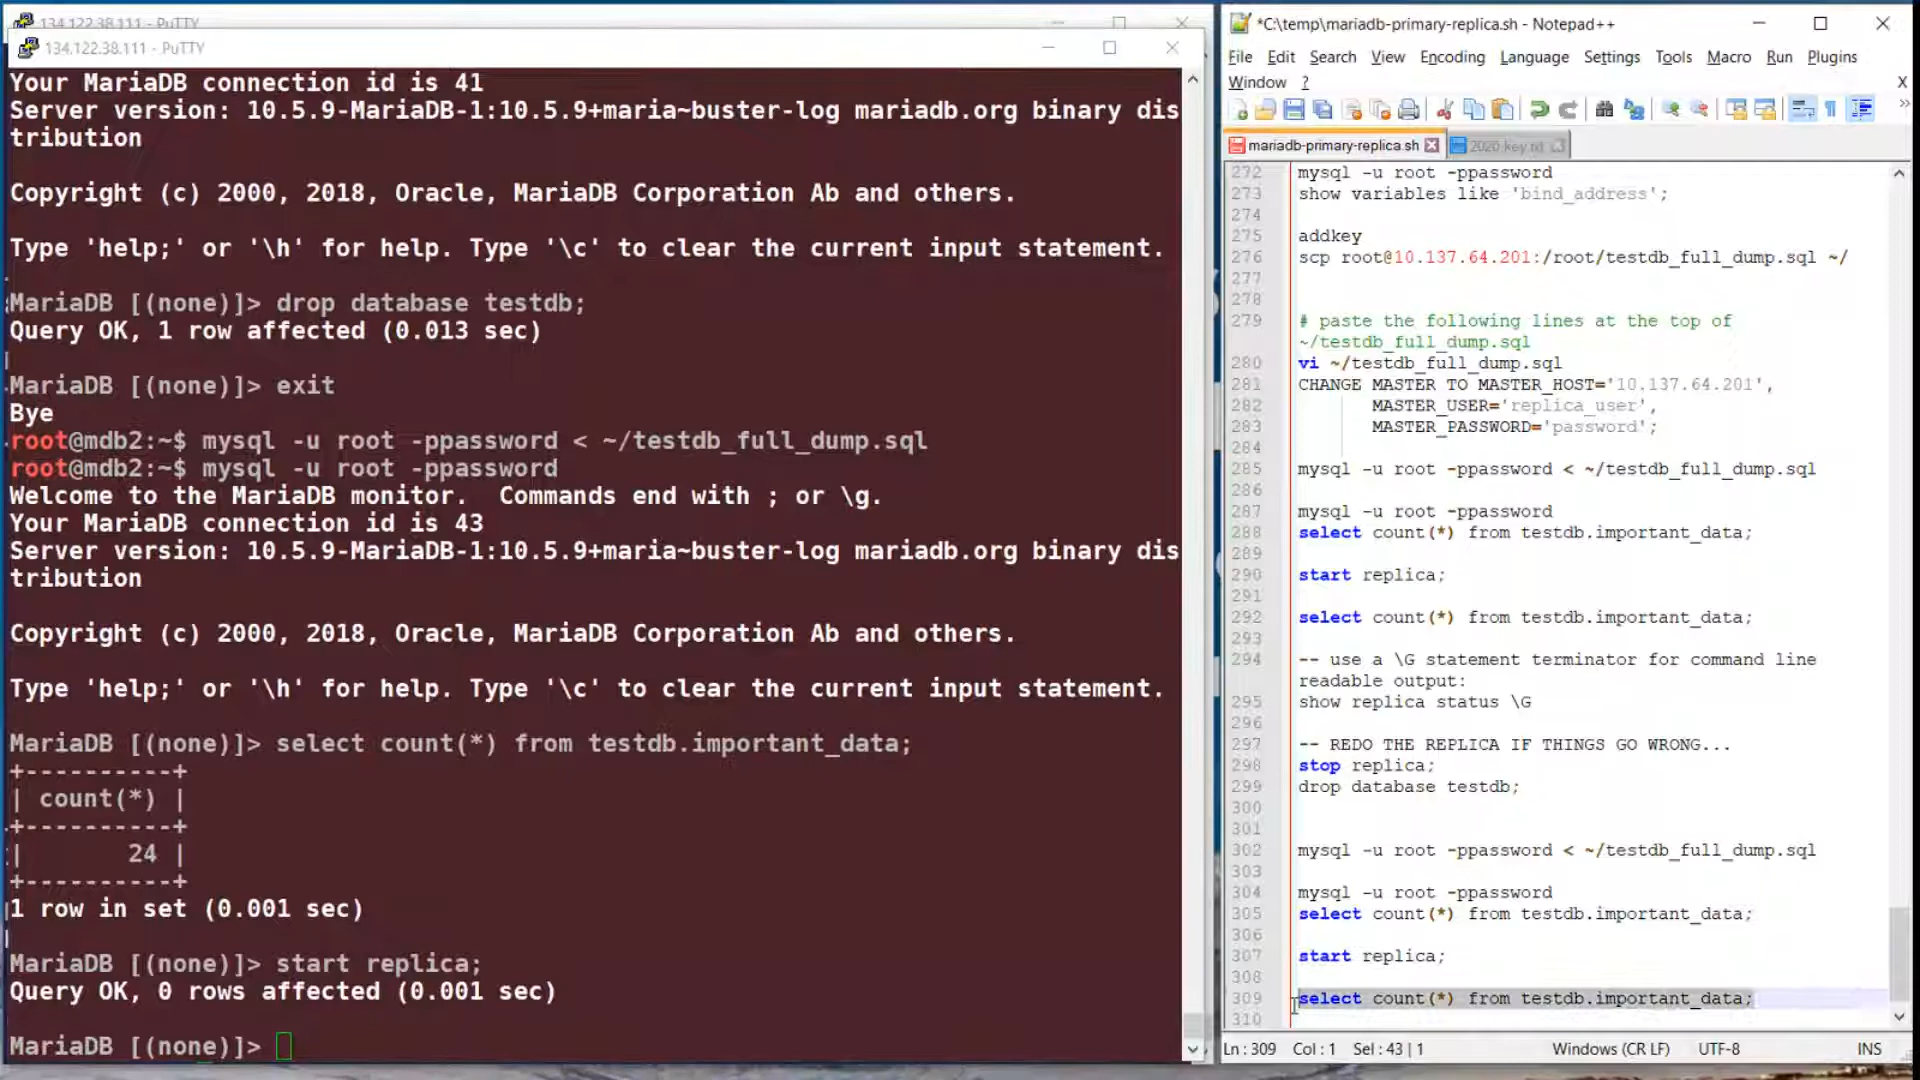 134.122.38.111 - PuTTY
134.122.38.111 - PuTTY
Your MariaDB connection id is 41
Server version: 10.5.9-MariaDB-1:10.5.9+maria~buster-log mariadb.org binary dis
tribution
Copyright (c) 2000, 2018, Oracle, MariaDB Corporation Ab and others.
Type 'help;' or '\h' for help. Type '\c' to clear the current input statement.
MariaDB [(none)]> drop database testdb;
Query OK, 1 row affected (0.013 sec)
MariaDB [(none)]> exit
Bye
root@mdb2:~$ mysql -u root -ppassword < ~/testdb_full_dump.sql
root@mdb2:~$ mysql -u root -ppassword
Welcome to the MariaDB monitor.  Commands end with ; or \g.
Your MariaDB connection id is 43
Server version: 10.5.9-MariaDB-1:10.5.9+maria~buster-log mariadb.org binary dis
tribution
Copyright (c) 2000, 2018, Oracle, MariaDB Corporation Ab and others.
Type 'help;' or '\h' for help. Type '\c' to clear the current input statement.
MariaDB [(none)]> select count(*) from testdb.important_data;
+----------+
| count(*) |
+----------+
|       24 |
+----------+
1 row in set (0.001 sec)
MariaDB [(none)]> start replica;
Query OK, 0 rows affected (0.001 sec)
MariaDB [(none)]>
*C:\temp\mariadb-primary-replica.sh - Notepad++
File Edit Search View Encoding Language Settings Tools Macro Run Plugins
Window ? X
mariadb-primary-replica.sh 2020-key.txt
272 mysql -u root -ppassword
273 show variables like 'bind_address';
274
275 addkey
276 scp root@10.137.64.201:/root/testdb_full_dump.sql ~/
277
278
279 # paste the following lines at the top of
~/testdb_full_dump.sql
280 vi ~/testdb_full_dump.sql
281 CHANGE MASTER TO MASTER_HOST='10.137.64.201',
282 MASTER_USER='replica_user',
283 MASTER_PASSWORD='password';
284
285 mysql -u root -ppassword < ~/testdb_full_dump.sql
286
287 mysql -u root -ppassword
288 select count(*) from testdb.important_data;
289
290 start replica;
291
292 select count(*) from testdb.important_data;
293
294 -- use a \G statement terminator for command line
readable output:
295 show replica status \G
296
297 -- REDO THE REPLICA IF THINGS GO WRONG...
298 stop replica;
299 drop database testdb;
300
301
302 mysql -u root -ppassword < ~/testdb_full_dump.sql
303
304 mysql -u root -ppassword
305 select count(*) from testdb.important_data;
306
307 start replica;
308
309 select count(*) from testdb.important_data;
310
Ln : 309 Col : 1 Sel : 43 | 1 Windows (CR LF) UTF-8 INS